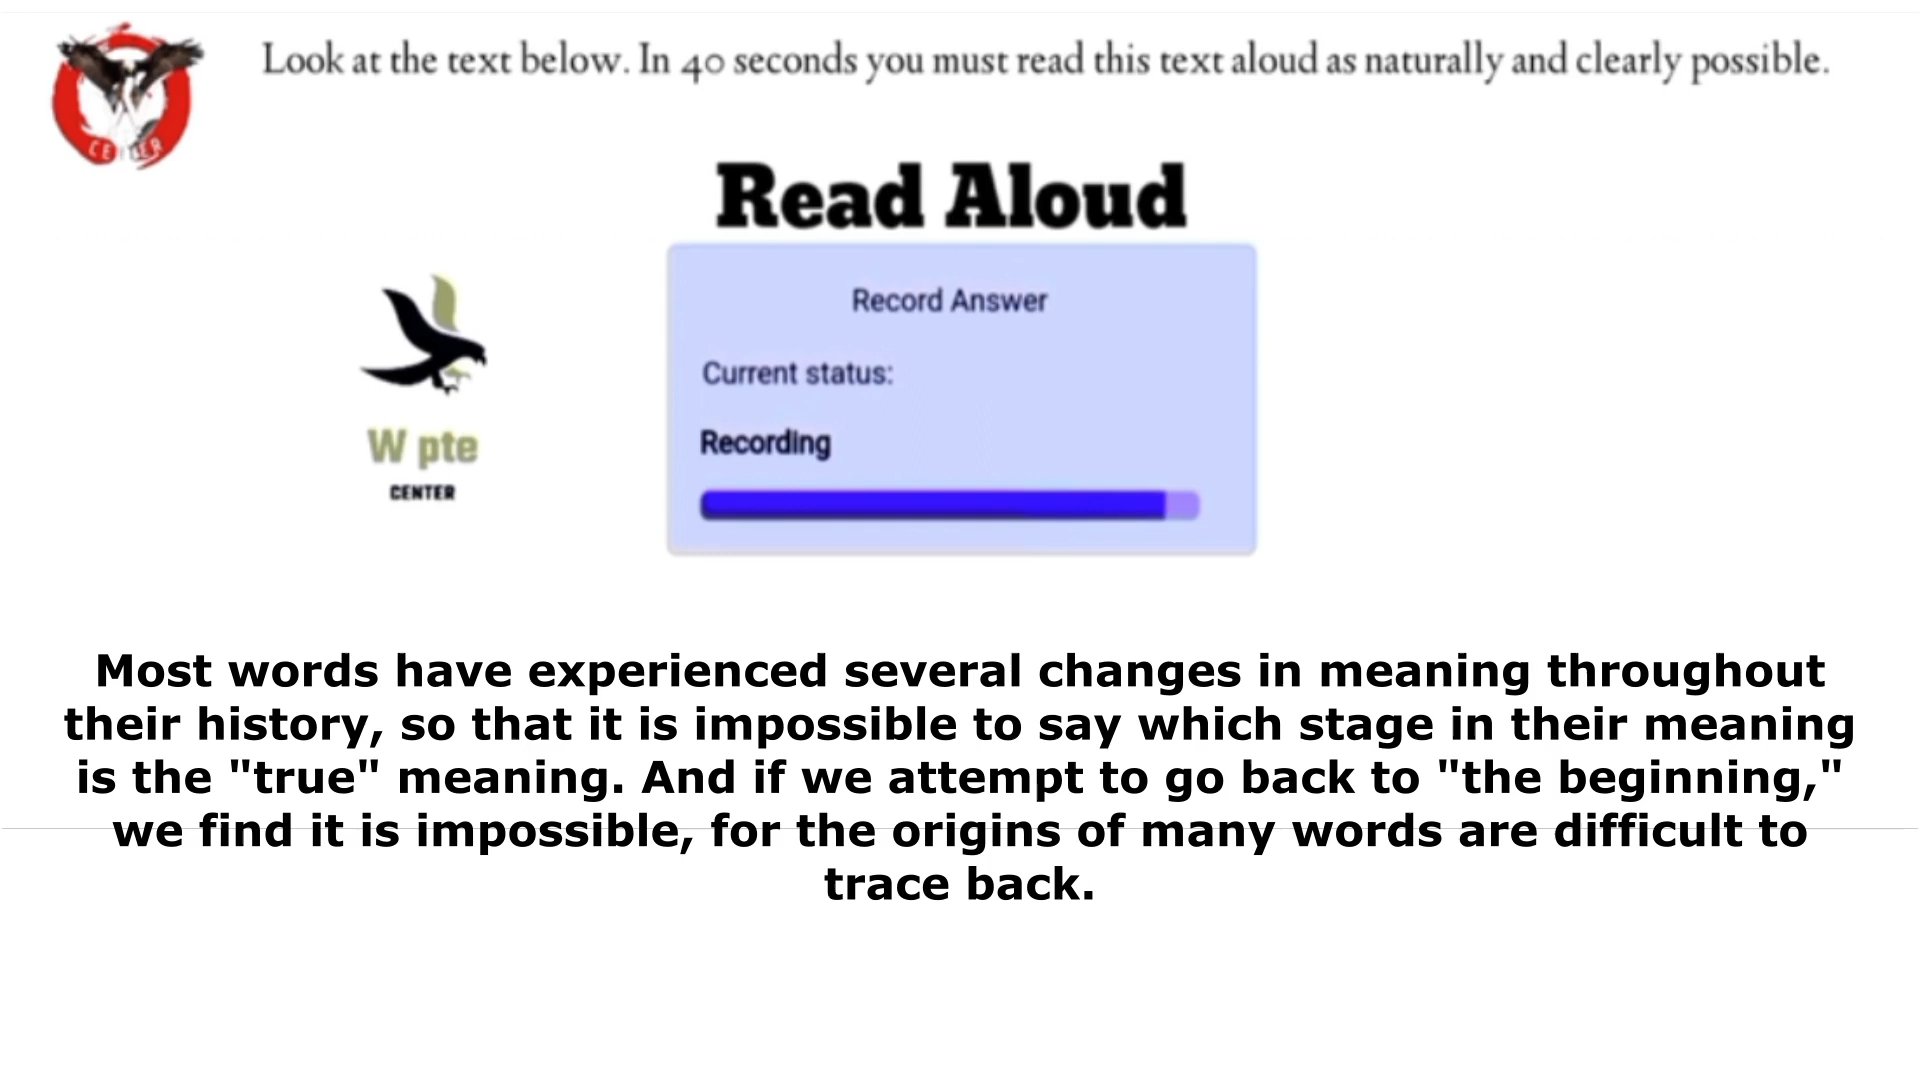 Look at the text below. In 40 seconds you must read this text aloud as naturally and clearly possible.
CENTER
Read Aloud
Record Answer
Current status:
Recording
W pte
CENTER
Most words have experienced several changes in meaning throughout
their history, so that it is impossible to say which stage in their meaning
is the "true" meaning. And if we attempt to go back to "the beginning,"
we find it is impossible, for the origins of many words are difficult to
trace back.